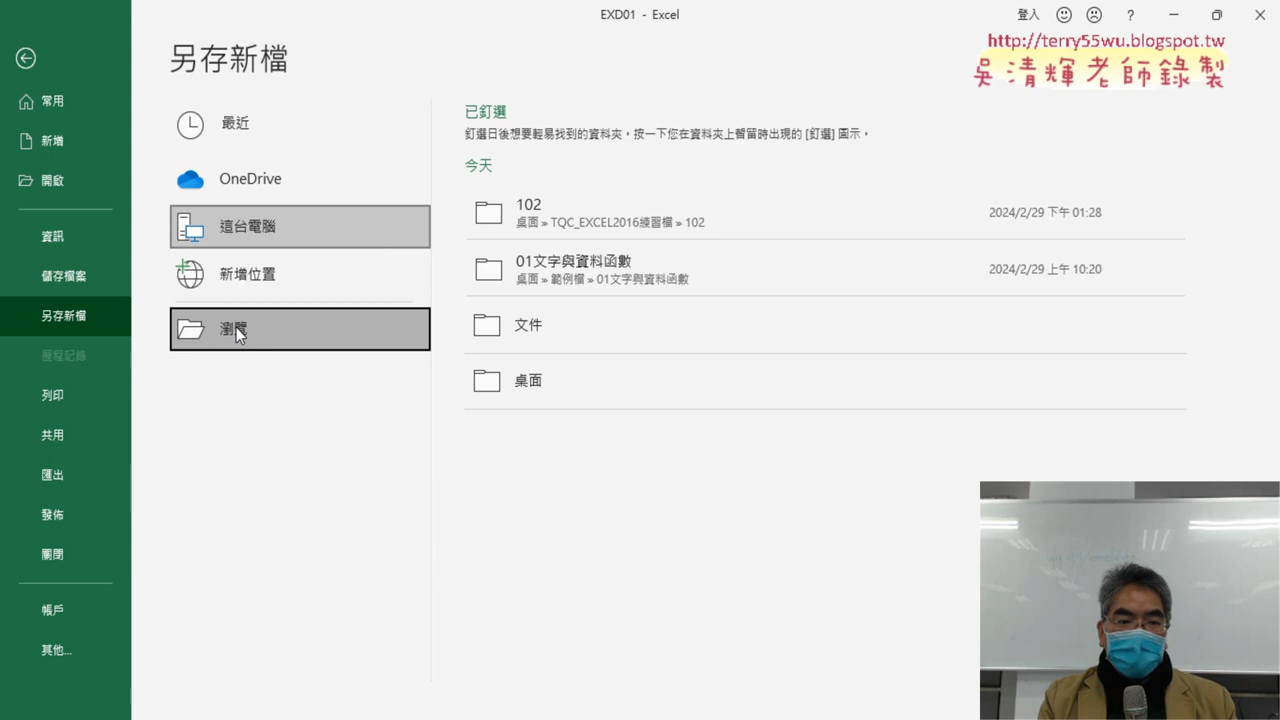 EXD01 - Excel
登入
?
http://terry55wu.blogspot.tw
吳清輝老師錄製
另存新檔
常用
新增
開啟
資訊
儲存檔案
另存新檔
歷程記錄
列印
共用
匯出
發佈
關閉
帳戶
其他...
最近
OneDrive
這台電腦
新增位置
瀏覽
已釘選
釘選日後想要輕易找到的資料夾。按一下您在資料夾上暫留時出現的 [釘選] 圖示。
今天
102
桌面 » TQC_EXCEL2016練習檔 » 102
2024/2/29 下午 01:28
01文字與資料函數
桌面 » 範例檔 » 01文字與資料函數
2024/2/29 上午 10:20
文件
桌面